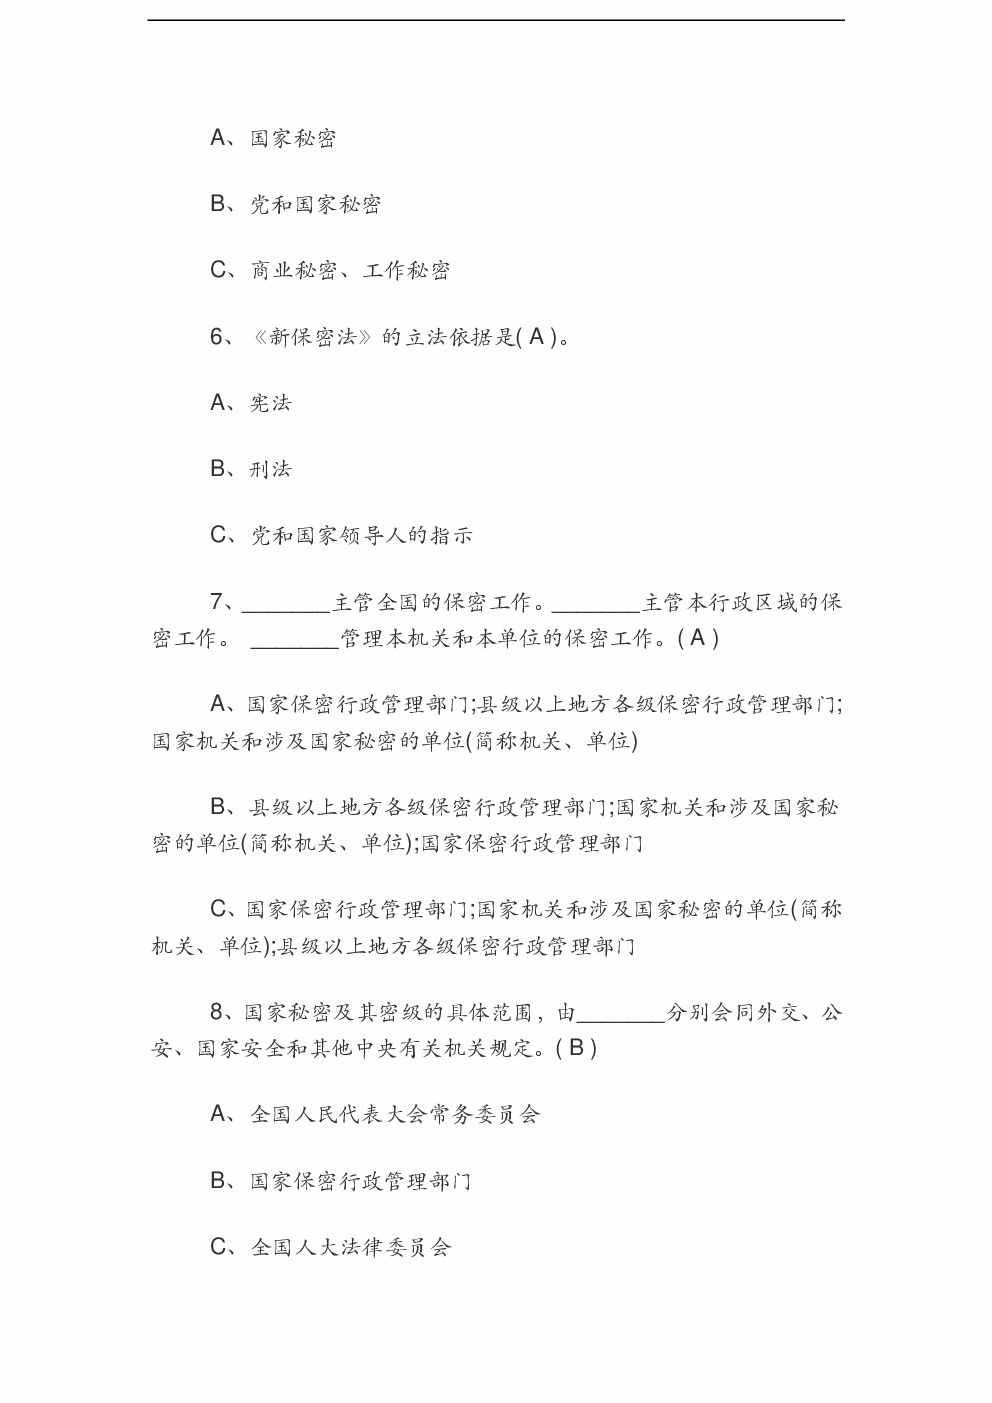 A、国家秘密
B、党和国家秘密
C、商业秘密、工作秘密
6、《新保密法》的立法依据是( A )。
A、宪法
B、刑法
C、党和国家领导人的指示
7、_______主管全国的保密工作。_______主管本行政区域的保
密工作。 _______管理本机关和本单位的保密工作。( A )
A、国家保密行政管理部门;县级以上地方各级保密行政管理部门;
国家机关和涉及国家秘密的单位(简称机关、单位)
B、县级以上地方各级保密行政管理部门;国家机关和涉及国家秘
密的单位(简称机关、单位);国家保密行政管理部门
C、国家保密行政管理部门;国家机关和涉及国家秘密的单位(简称
机关、单位);县级以上地方各级保密行政管理部门
8、国家秘密及其密级的具体范围，由_______分别会同外交、公
安、国家安全和其他中央有关机关规定。( B )
A、全国人民代表大会常务委员会
B、国家保密行政管理部门
C、全国人大法律委员会